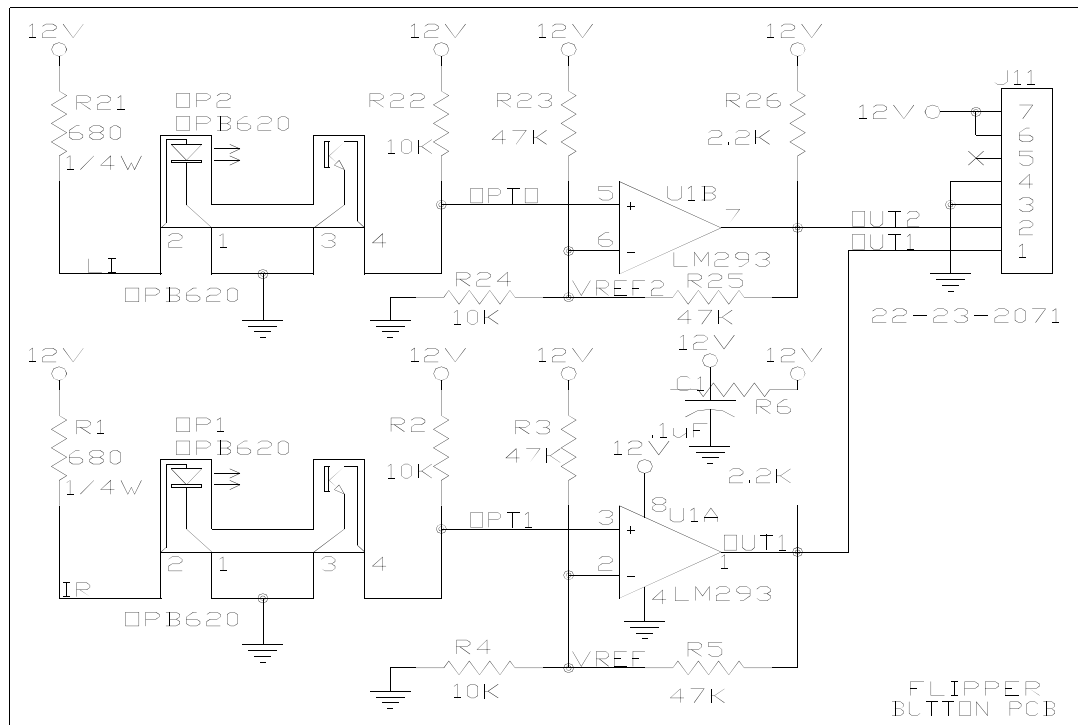 12V 12V 12V 12V
R21
680
1/4W
OP2
OPB620
R22
10K
R23
47K
R26
2.2K
J11
12V
7
6
5
4
3
2
1
OPT0
5
+
6
-
U1B
7
LM293
OUT2
OUT1
2 1 3 4
LI
OPB620
R24
10K
VREF2
R25
47K
22-23-2071
12V 12V 12V 12V 12V
R1
680
1/4W
OP1
OPB620
R2
10K
R3
47K
C1
.1uF
R6
2.2K
12V
8
OPT1
3
+
2
-
U1A
OUT1
1
4
LM293
2 1 3 4
IR
OPB620
R4
10K
VREF
R5
47K
FLIPPER
BUTTON PCB